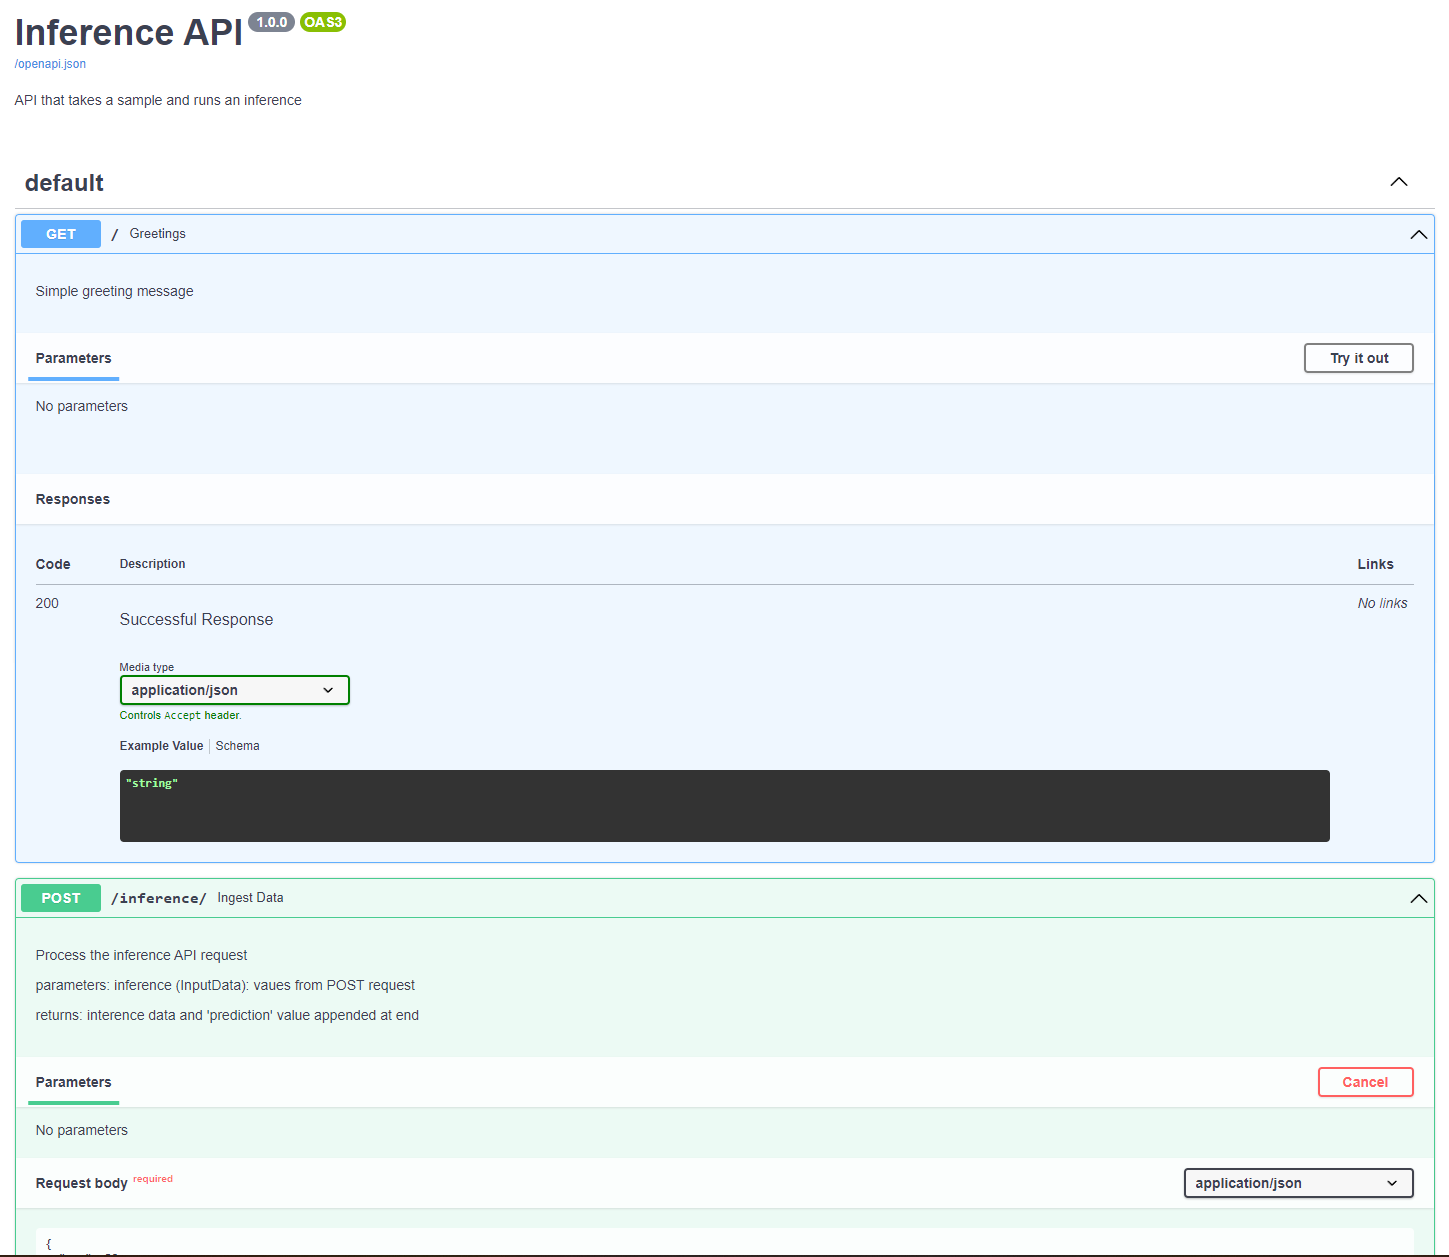 Inference API 1.0.0 OAS3
/openapi.json
API that takes a sample and runs an inference
default
GET / Greetings
Simple greeting message
Parameters Try it out
No parameters
Responses
Code Description Links
200 No links
Successful Response
Media type
application/json
Controls Accept header.
Example Value Schema
"string"
POST /inference/ Ingest Data
Process the inference API request
parameters: inference (InputData): vaues from POST request
returns: interence data and 'prediction' value appended at end
Parameters Cancel
No parameters
Request body required application/json
{